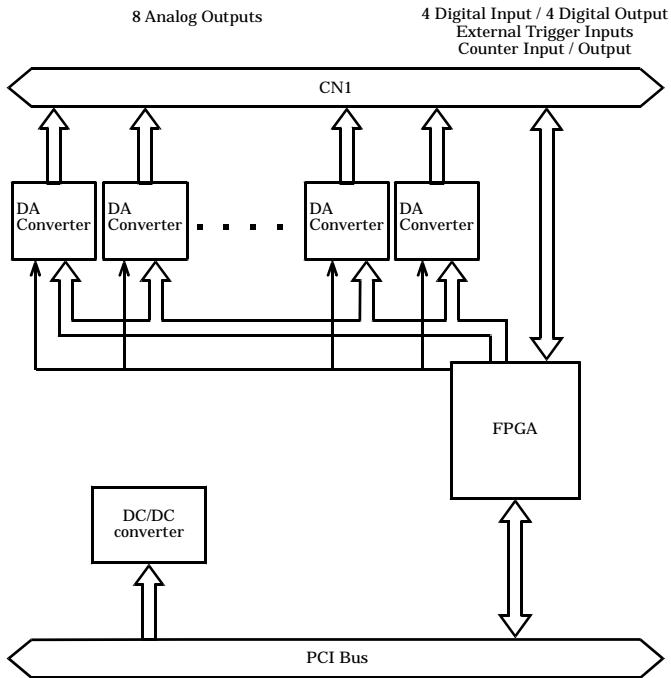 8 Analog Outputs
4 Digital Input / 4 Digital Output
External Trigger Inputs
Counter Input / Output
CN1
DA
Converter
DA
Converter
DA
Converter
DA
Converter
FPGA
DC/DC
converter
PCI Bus